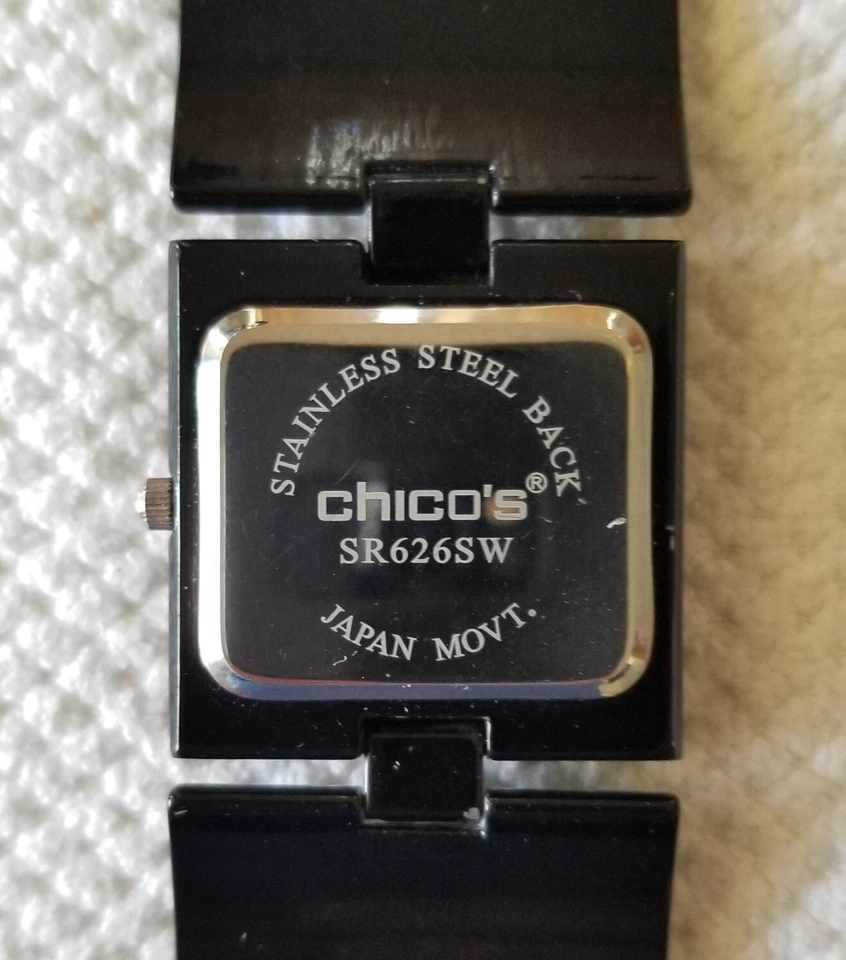 STAINLESS STEEL BACK
chico's®
SR626SW
JAPAN MOVT.